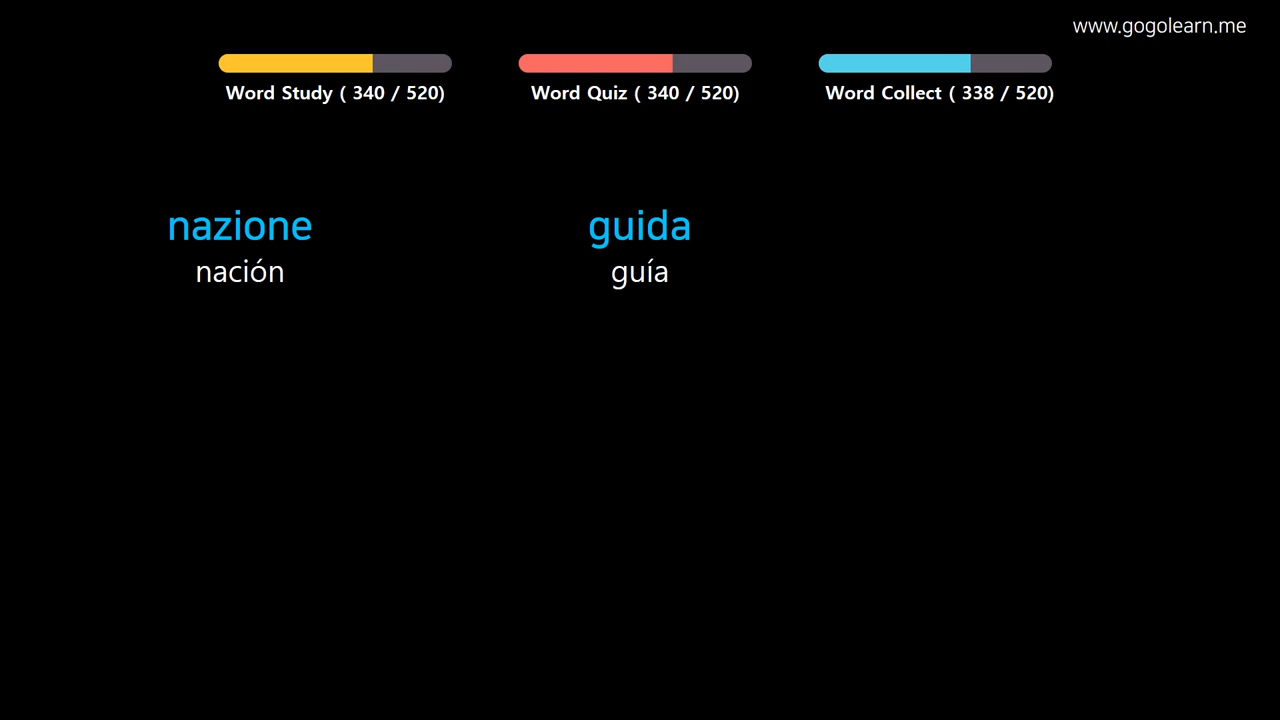 www.gogolearn.me
Word Study ( 340 / 520)
Word Quiz ( 340 / 520)
Word Collect ( 338 / 520)
nazione
nación
guida
guía